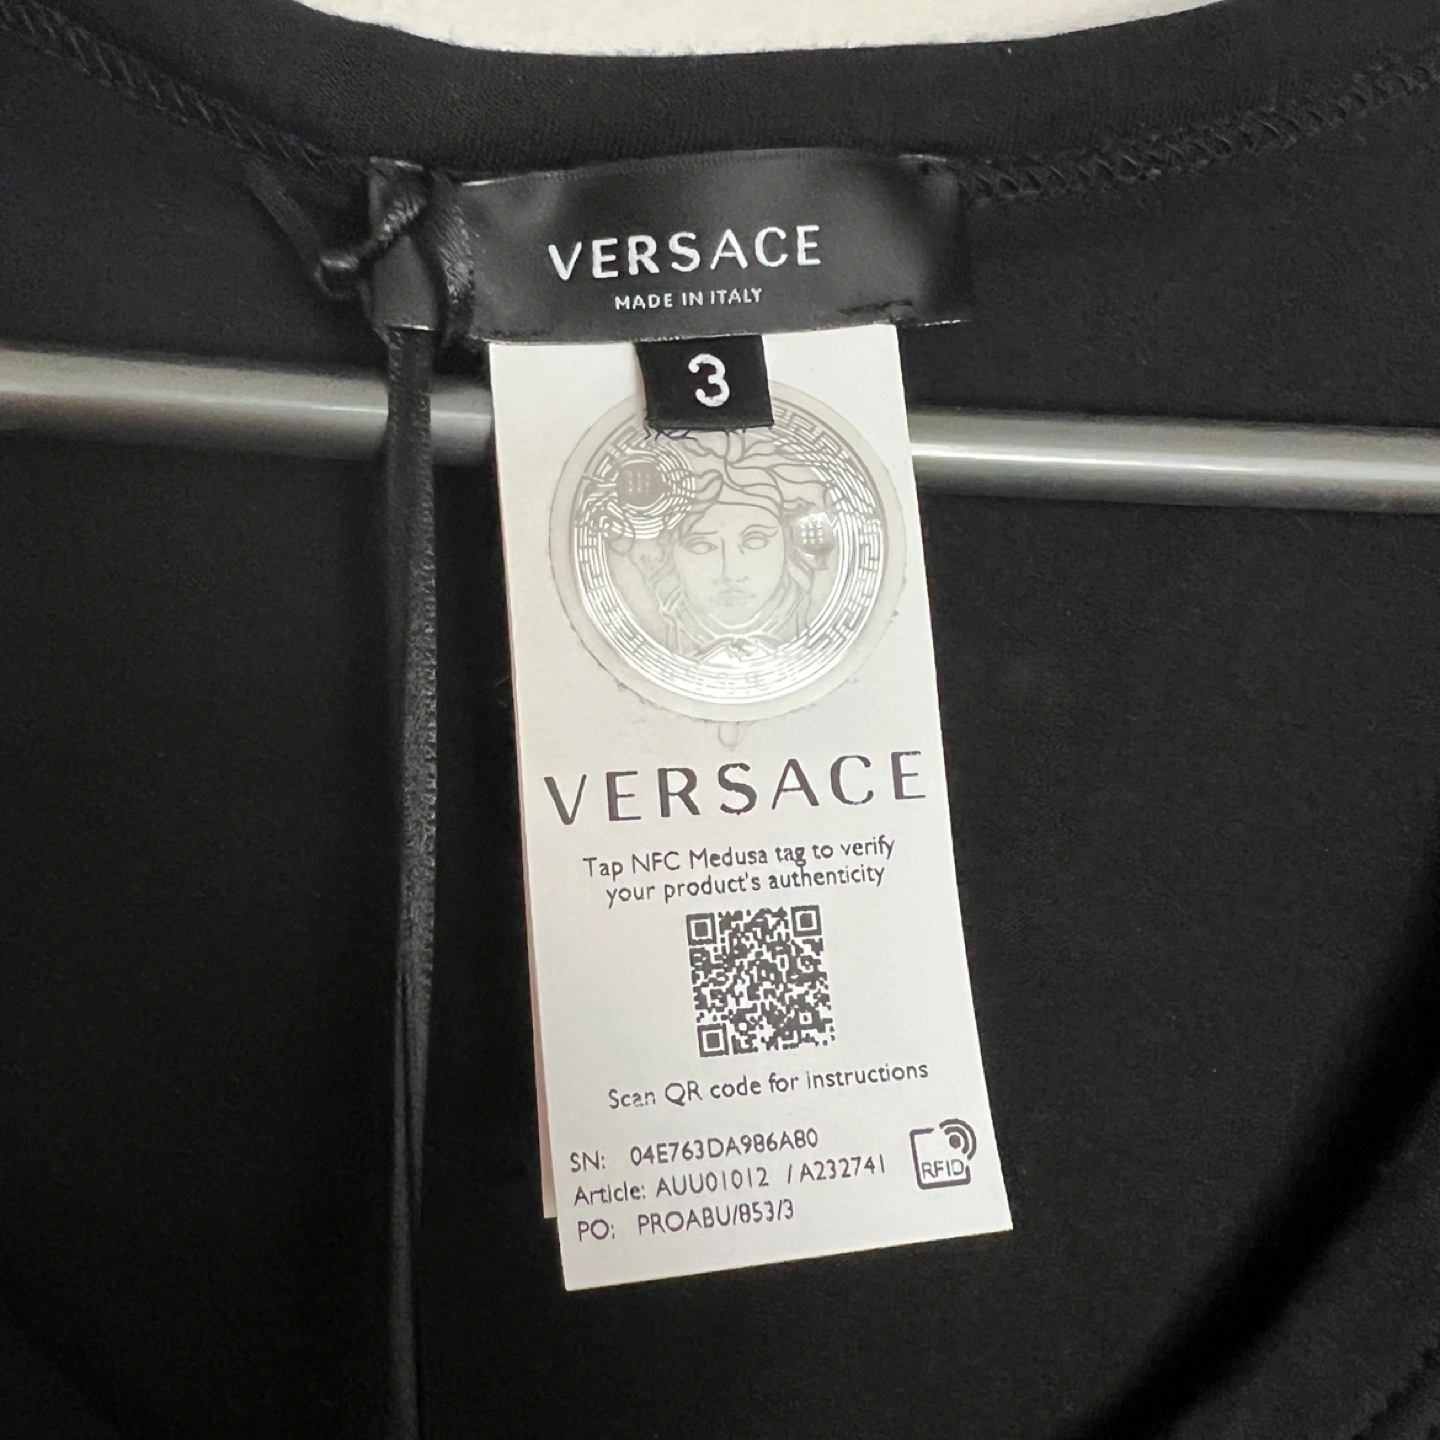 VERSACE
MADE IN ITALY
3
VERSACE
Tap NFC Medusa tag to verify
your product's authenticity
Scan QR code for instructions
SN: 04E763DA986A80
Article: AUU01012 /A232741
PO: PROABU/853/3
RFID